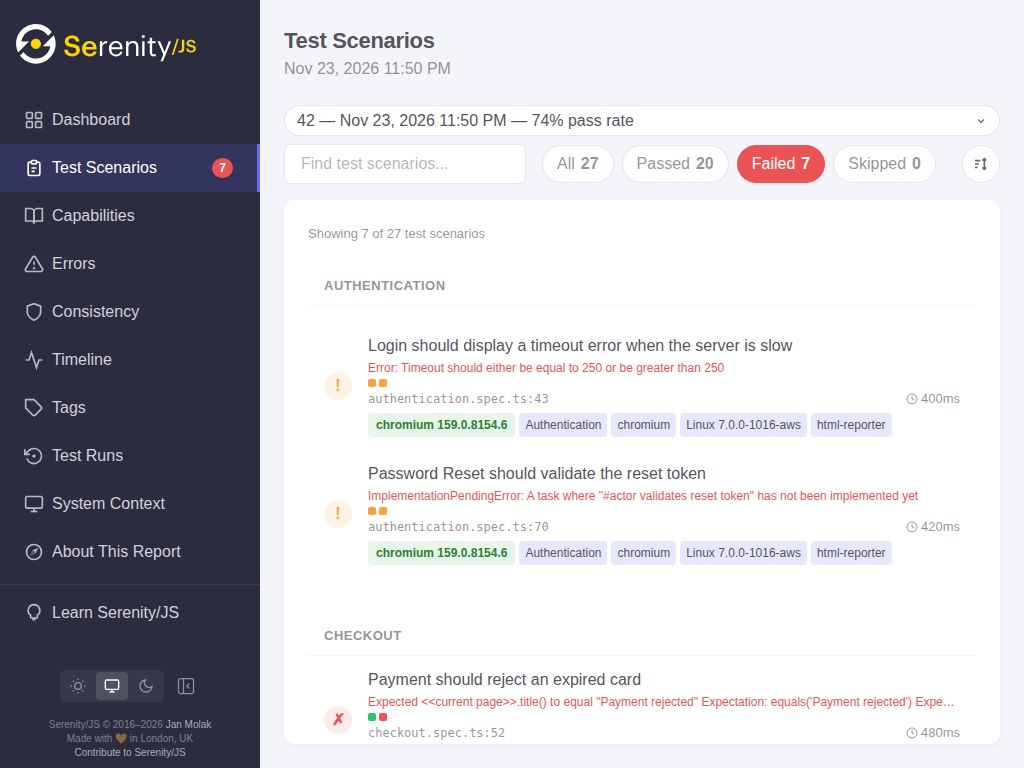 Serenity/JS
Dashboard
Test Scenarios 7
Capabilities
Errors
Consistency
Timeline
Tags
Test Runs
System Context
About This Report
Learn Serenity/JS
Serenity/JS © 2016–2026 Jan Molak
Made with 💛 in London, UK
Contribute to Serenity/JS
Test Scenarios
Nov 23, 2026 11:50 PM
42 — Nov 23, 2026 11:50 PM — 74% pass rate
Find test scenarios... All 27 Passed 20 Failed 7 Skipped 0
Showing 7 of 27 test scenarios
AUTHENTICATION
Login should display a timeout error when the server is slow
Error: Timeout should either be equal to 250 or be greater than 250
authentication.spec.ts:43 400ms
chromium 159.0.8154.6 Authentication chromium Linux 7.0.0-1016-aws html-reporter
Password Reset should validate the reset token
ImplementationPendingError: A task where "#actor validates reset token" has not been implemented yet
authentication.spec.ts:70 420ms
chromium 159.0.8154.6 Authentication chromium Linux 7.0.0-1016-aws html-reporter
CHECKOUT
Payment should reject an expired card
Expected <<current page>>.title() to equal "Payment rejected" Expectation: equals('Payment rejected') Expe…
checkout.spec.ts:52 480ms